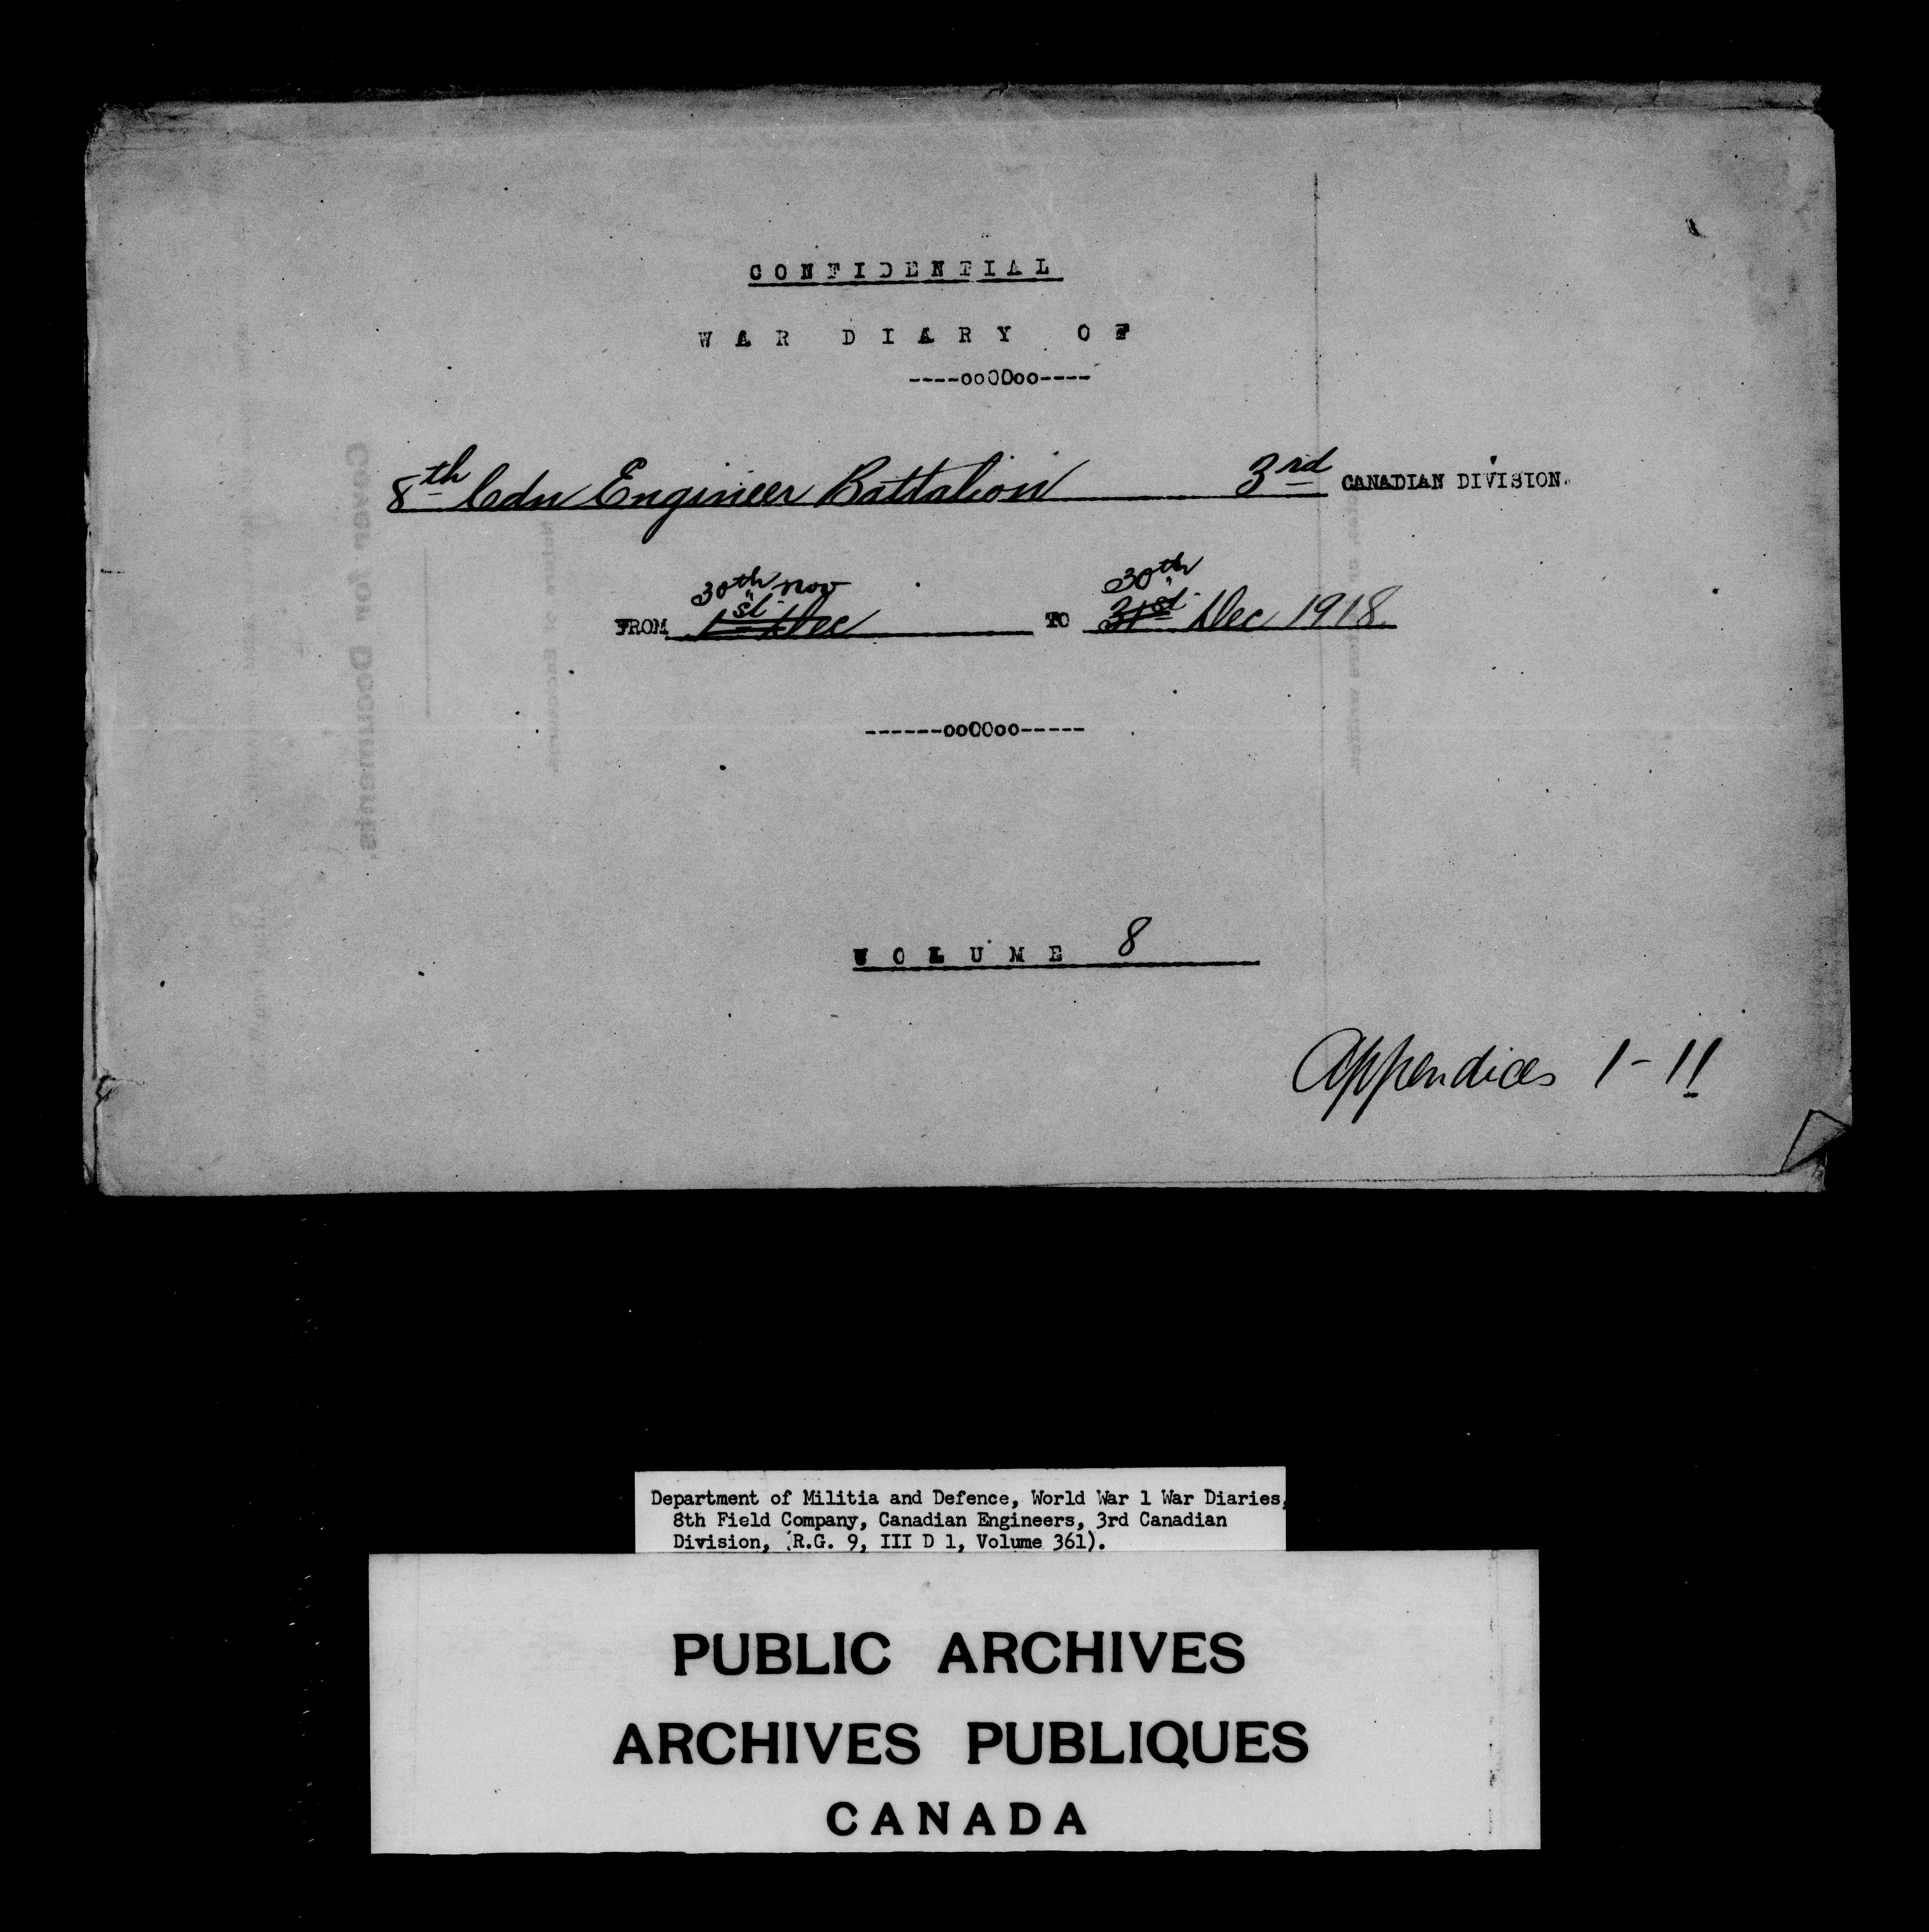 CONFIDENTIAL
WAR DIARY OF
----ooOOoo----
8th Cdn Engineer Battalion 3rd CANADIAN DIVISION.
30th Nov 30th
FROM 1st Dec TO 31st Dec 1918.
------ooOOoo-----
VOLUME 8
Appendices 1-11
Department of Militia and Defence, World War 1 War Diaries,
8th Field Company, Canadian Engineers, 3rd Canadian
Division, (R.G. 9, III D 1, Volume 361).
PUBLIC ARCHIVES
ARCHIVES PUBLIQUES
CANADA